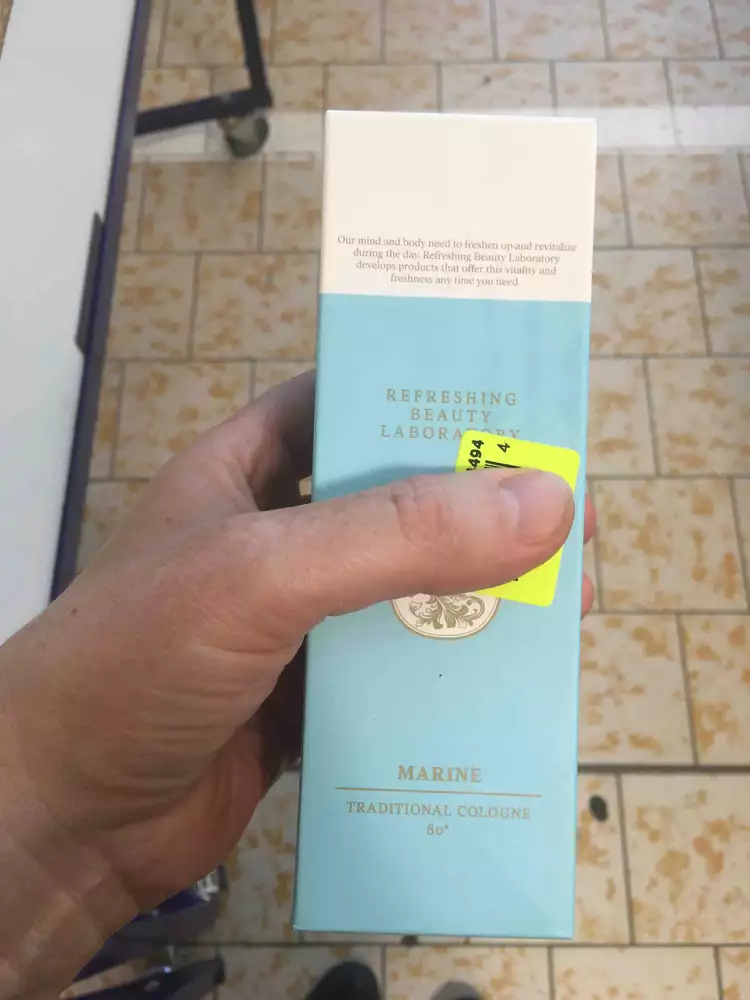 Our mind and body need to freshen up and revitalize
during the day. Refreshing Beauty Laboratory
develops products that offer this vitality and
freshness any time you need.
REFRESHING
BEAUTY
LABORATORY
494
4
MARINE
TRADITIONAL COLOGNE
80°